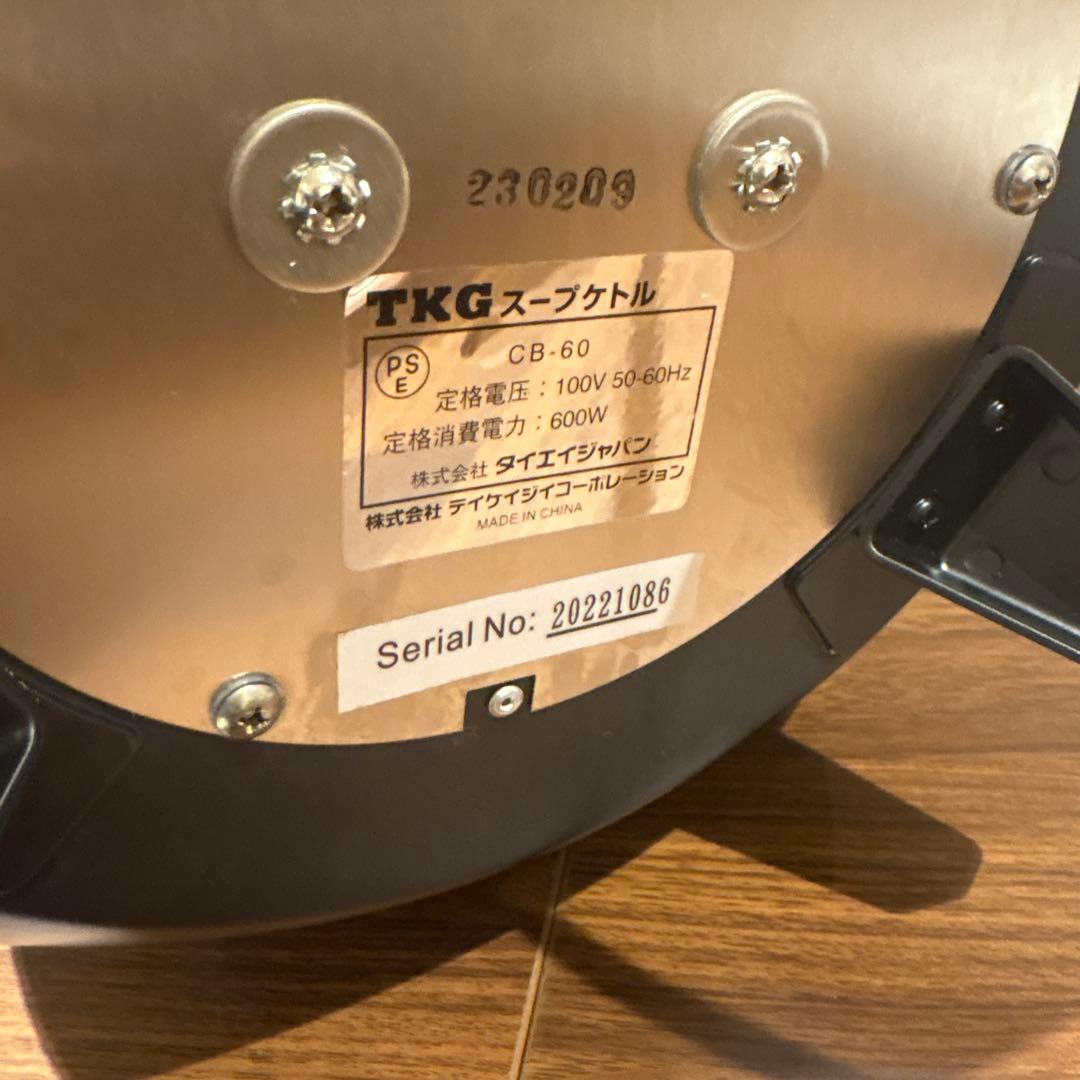 230209
TKG スープケトル
PS E CB-60
定格電圧：100V 50-60Hz
定格消費電力：600W
株式会社 タイエイジャパン
株式会社 テイケイジイコーポレーション
MADE IN CHINA
Serial No: 20221086